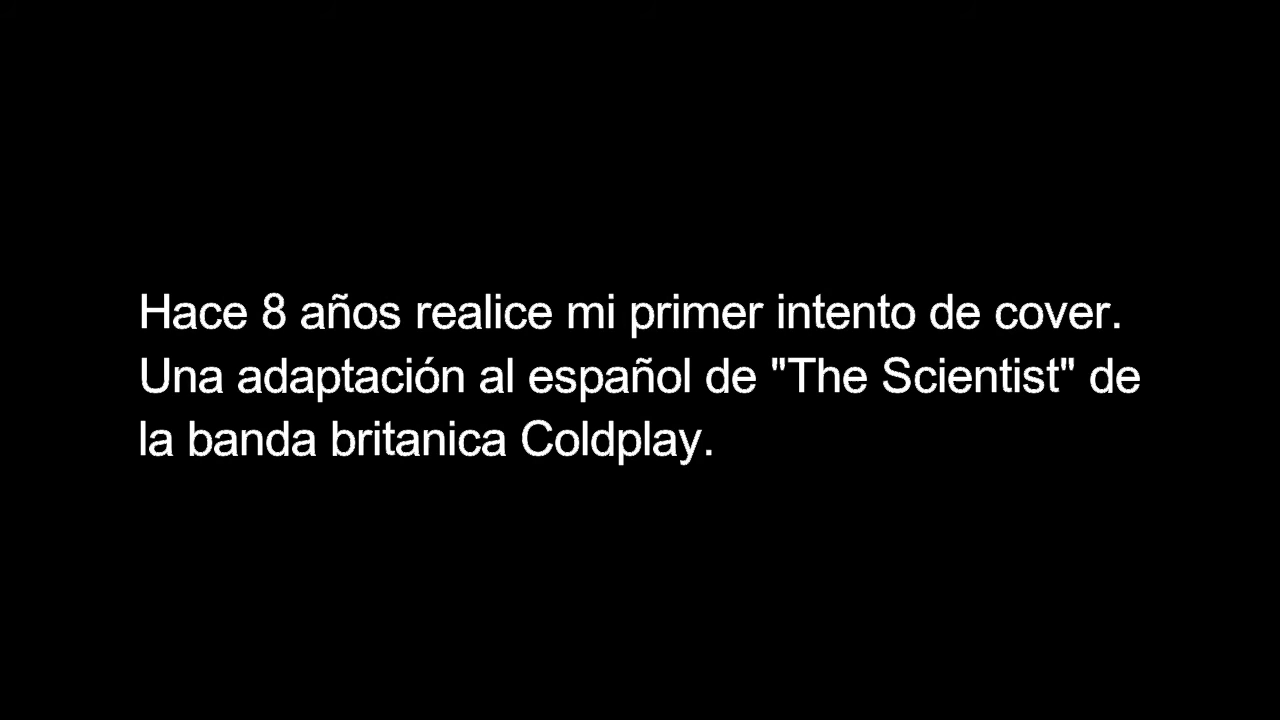 Hace 8 años realice mi primer intento de cover.
Una adaptación al español de "The Scientist" de
la banda britanica Coldplay.